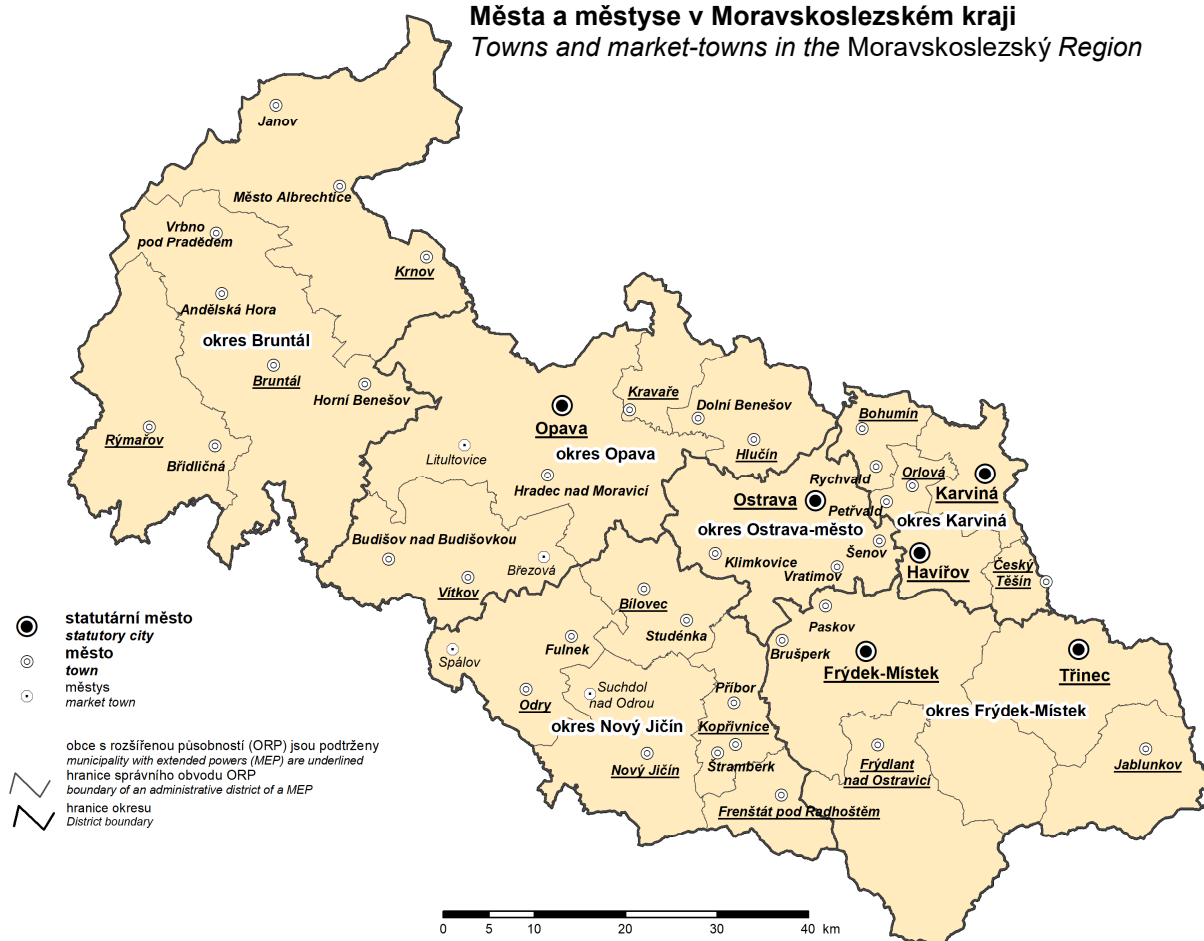 Města a městyse v Moravskoslezském kraji
Towns and market-towns in the Moravskoslezský Region
Janov
Město Albrechtice
Vrbno
pod Pradědem
Krnov
Andělská Hora
okres Bruntál
Bruntál
Horní Benešov
Rýmařov
Břidličná
Opava
Litultovice
okres Opava
Hradec nad Moravicí
Kravaře
Dolní Benešov
Hlučín
Budišov nad Budišovkou
Březová
Vítkov
Bohumín
Rychvald
Orlová
Karviná
Petřvald
okres Karviná
Ostrava
okres Ostrava-město
Klimkovice
Vratimov
Šenov
Havířov
Český
Těšín
Bílovec
Studénka
Fulnek
Spálov
Odry
Suchdol
nad Odrou
okres Nový Jičín
Příbor
Kopřivnice
Nový Jičín
Štramberk
Frenštát pod Radhoštěm
Paskov
Brušperk
Frýdek-Místek
Třinec
okres Frýdek-Místek
Frýdlant
nad Ostravicí
Jablunkov
statutární město
statutory city
město
town
městys
market town
obce s rozšířenou působností (ORP) jsou podtrženy
municipality with extended powers (MEP) are underlined
hranice správního obvodu ORP
boundary of an administrative district of a MEP
hranice okresu
District boundary
0 5 10 20 30 40 km